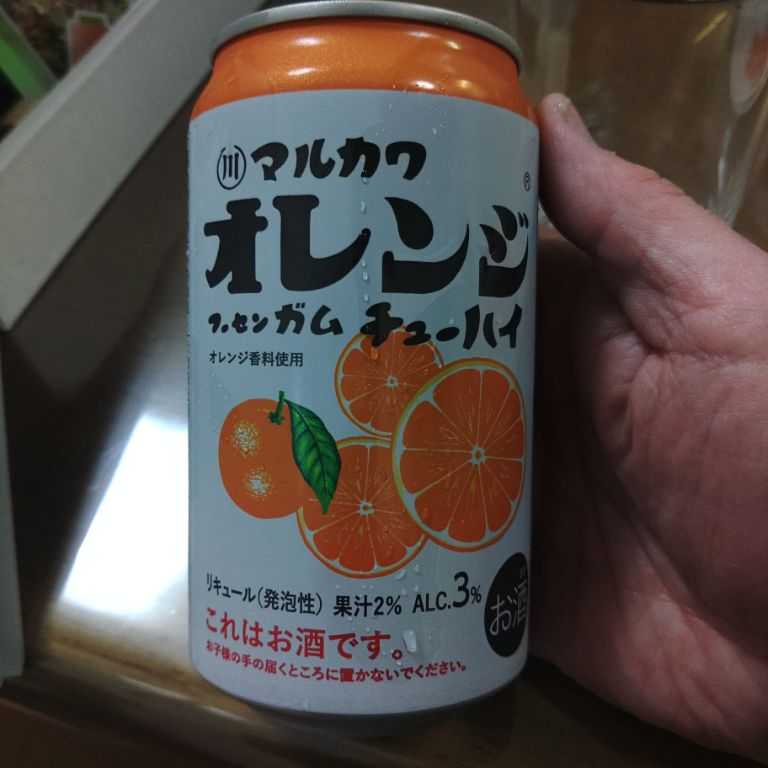 川 マルカワ
オレンジ
フーセンガム チューハイ
オレンジ香料使用
リキュール(発泡性) 果汁2% ALC.3%
お酒
これはお酒です。
お子様の手の届くところに置かないでください。